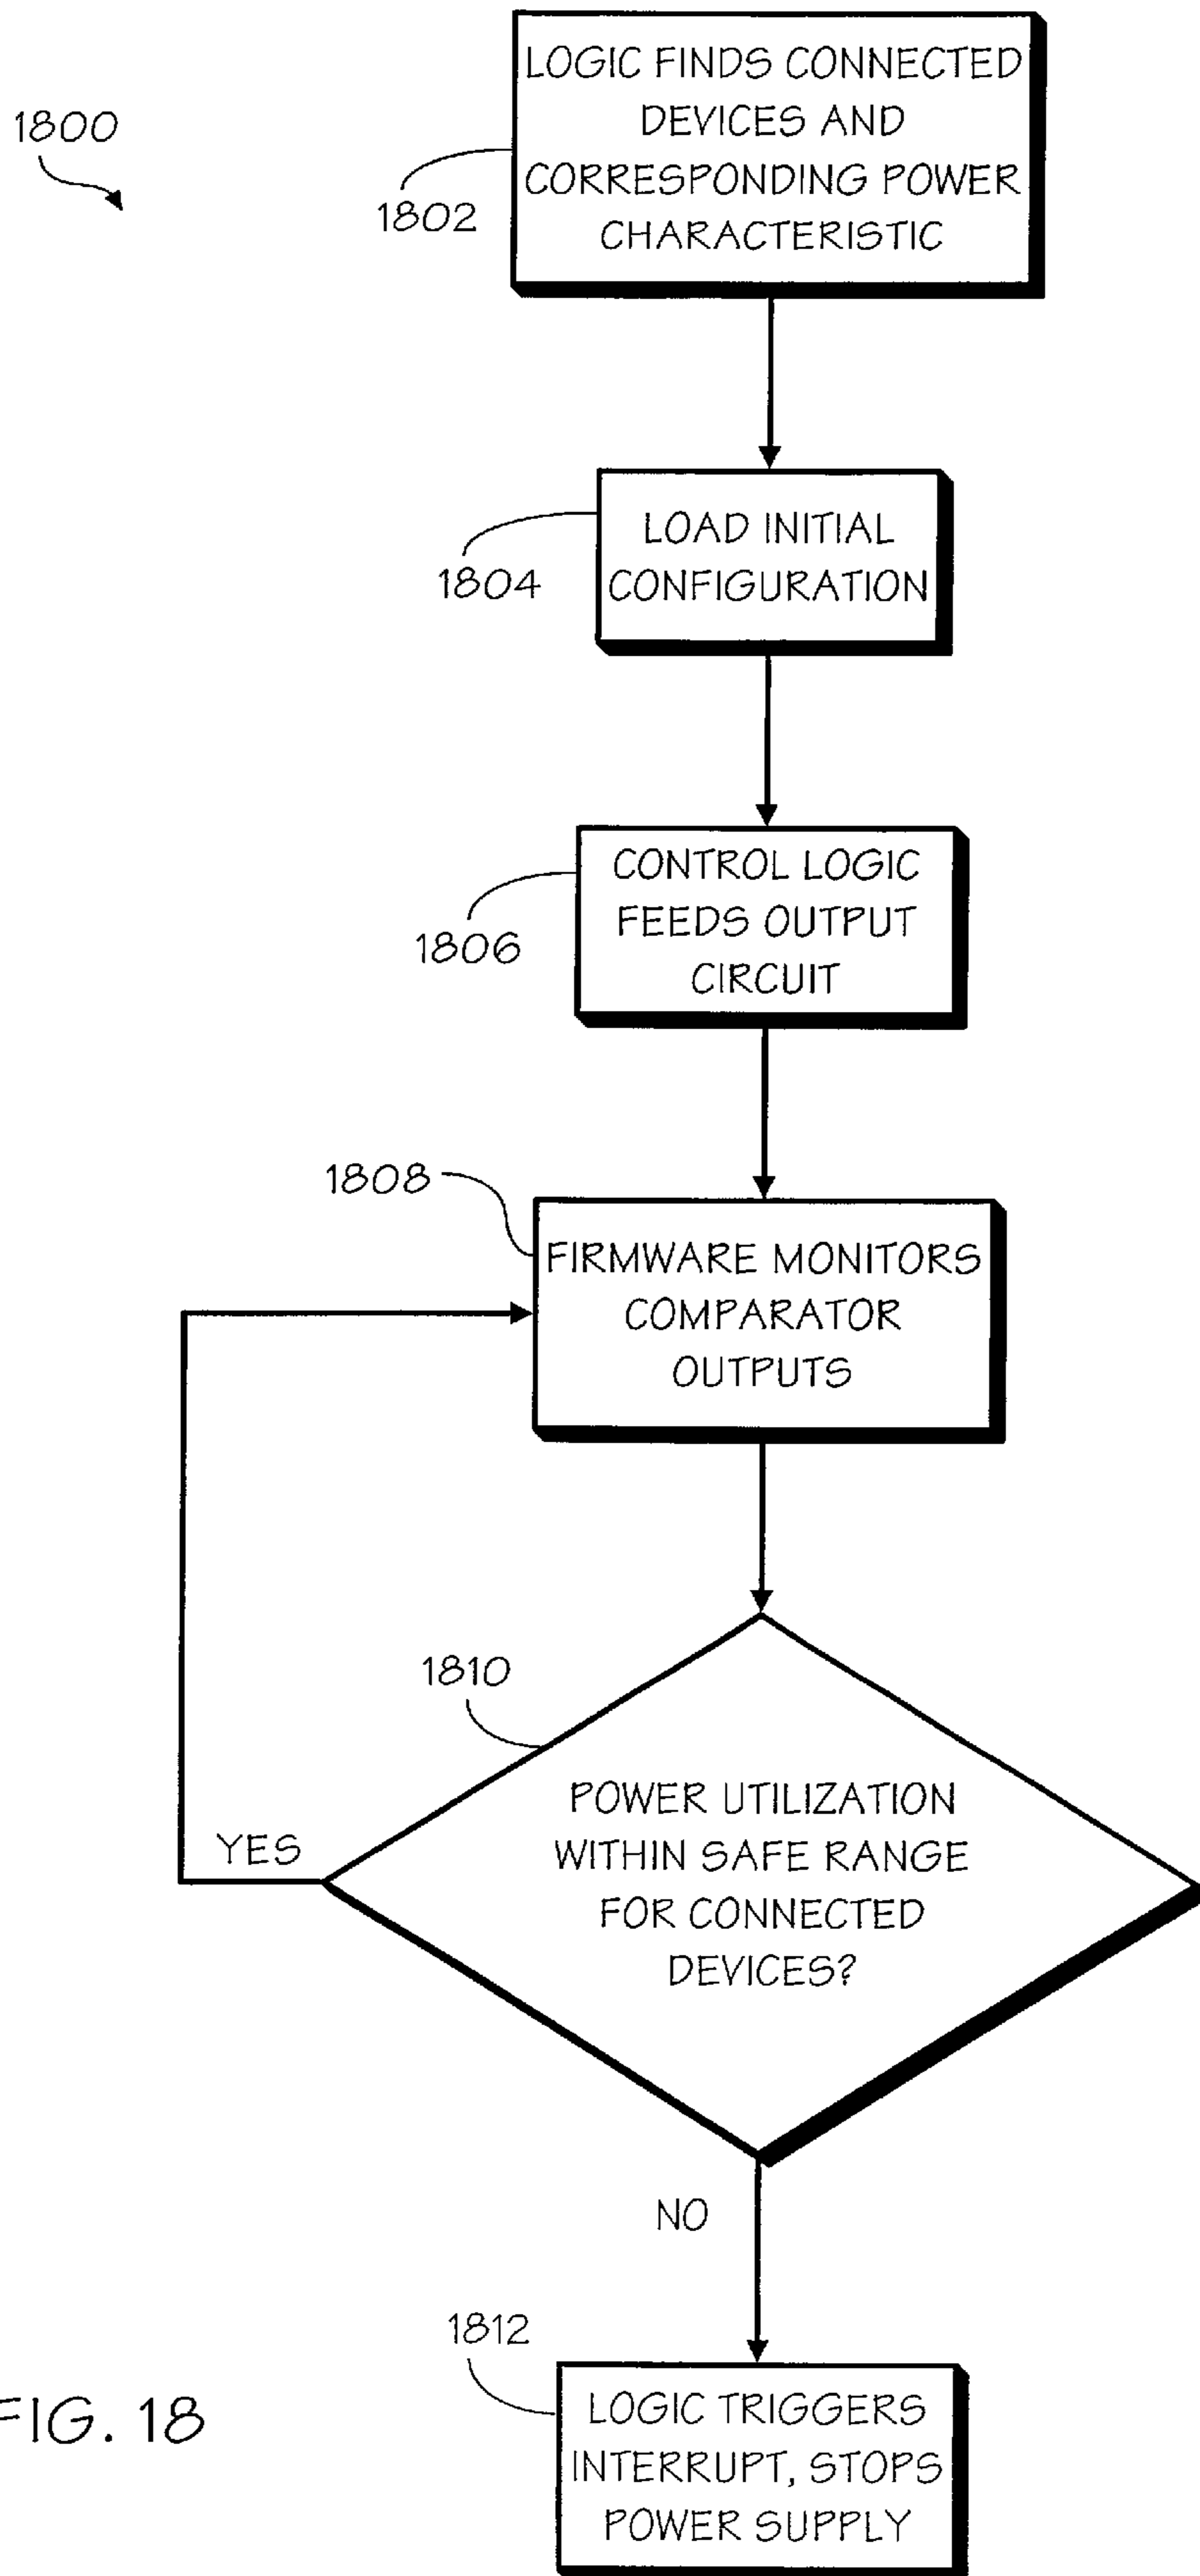 1800
LOGIC FINDS CONNECTED
DEVICES AND
CORRESPONDING POWER
CHARACTERISTIC
1802
LOAD INITIAL
CONFIGURATION
1804
CONTROL LOGIC
FEEDS OUTPUT
CIRCUIT
1806
1808
FIRMWARE MONITORS
COMPARATOR
OUTPUTS
1810
POWER UTILIZATION
WITHIN SAFE RANGE
FOR CONNECTED
DEVICES?
YES
NO
1812
LOGIC TRIGGERS
INTERRUPT, STOPS
POWER SUPPLY
FIG. 18